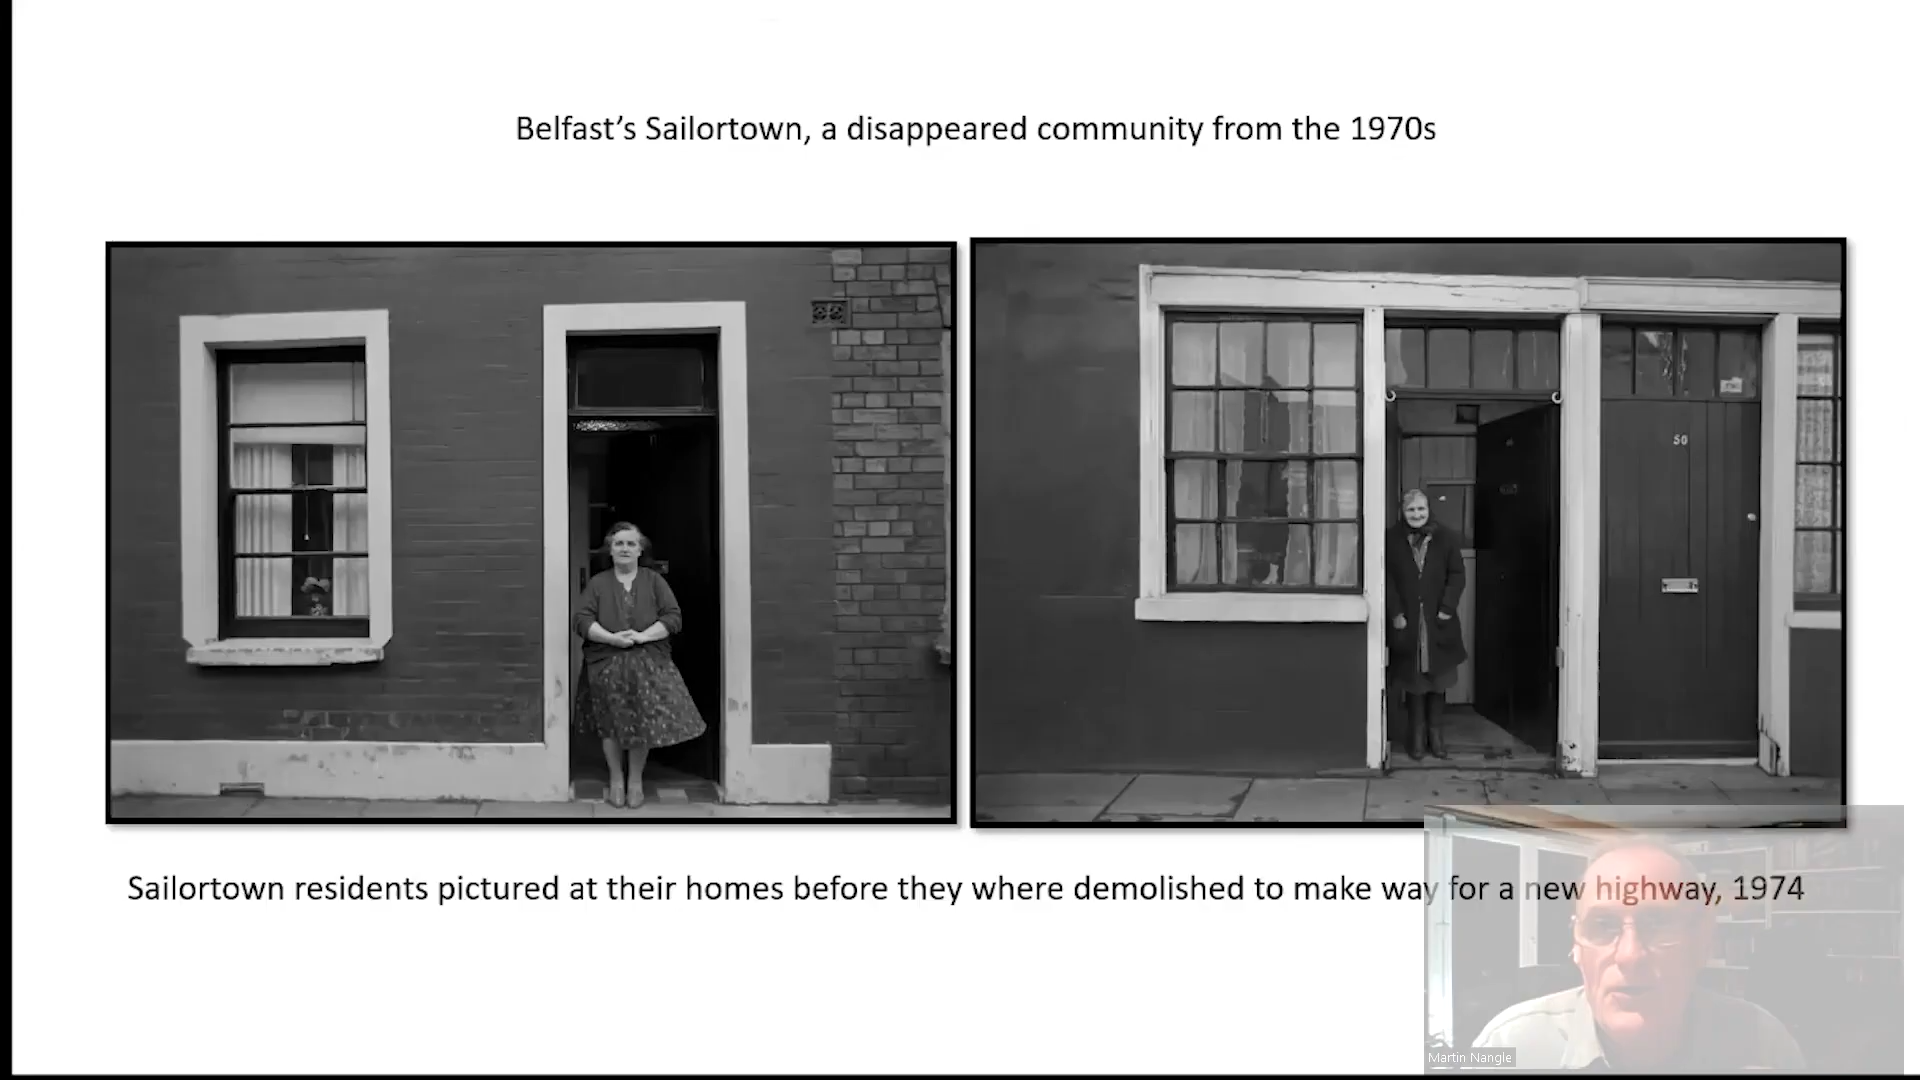 Belfast’s Sailortown, a disappeared community from the 1970s
50
Sailortown residents pictured at their homes before they where demolished to make way for a new highway, 1974
Martin Nangle